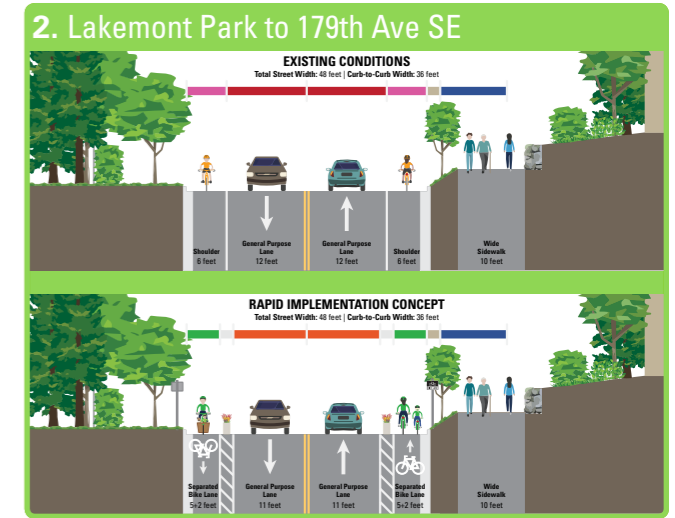 2. Lakemont Park to 179th Ave SE
EXISTING CONDITIONS
Total Street Width: 48 feet | Curb-to-Curb Width: 36 feet
Shoulder
6 feet
General Purpose
Lane
12 feet
General Purpose
Lane
12 feet
Shoulder
6 feet
Wide
Sidewalk
10 feet
RAPID IMPLEMENTATION CONCEPT
Total Street Width: 48 feet | Curb-to-Curb Width: 36 feet
Separated
Bike Lane
5+2 feet
General Purpose
Lane
11 feet
General Purpose
Lane
11 feet
Separated
Bike Lane
5+2 feet
Wide
Sidewalk
10 feet